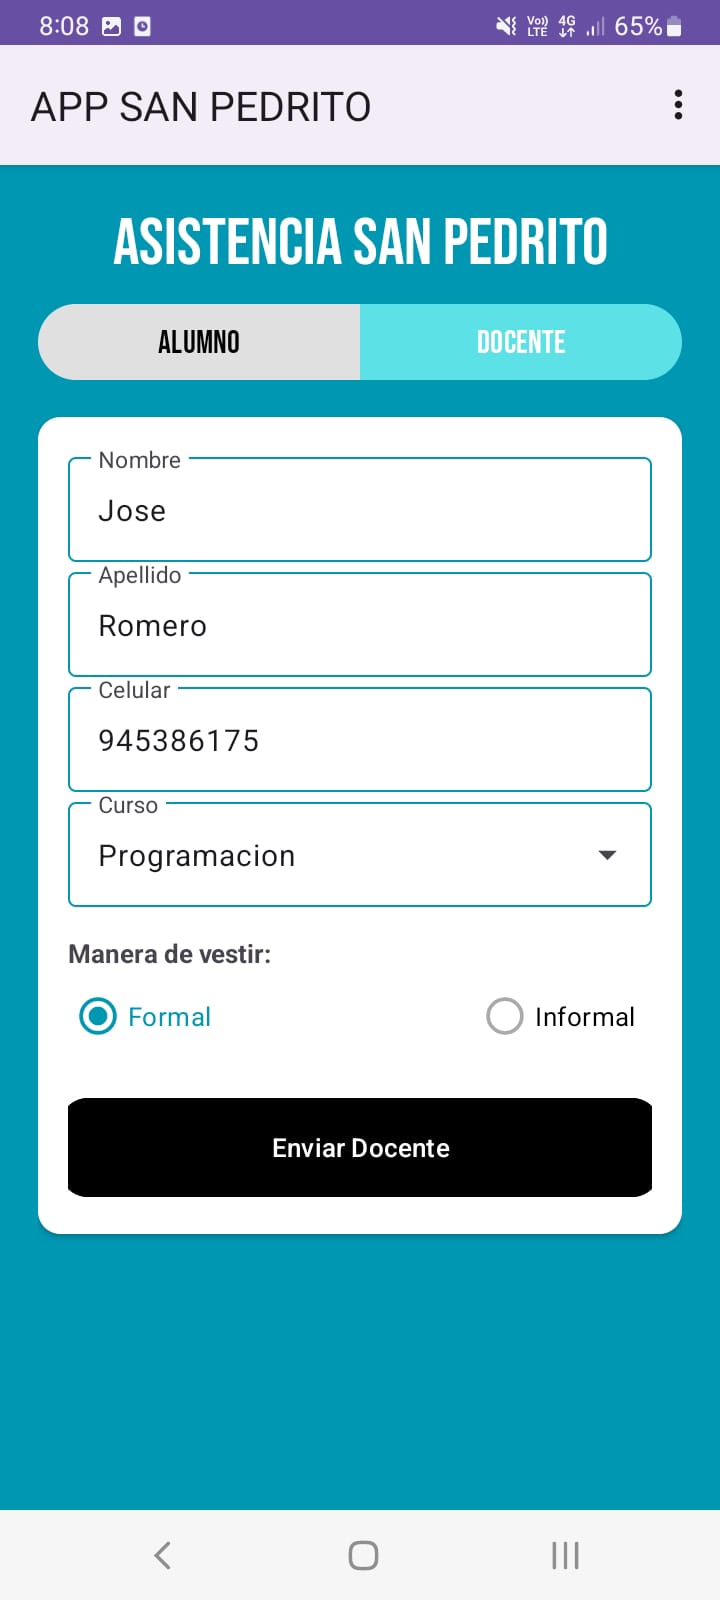 8:08 Vo)) LTE 4G 65%
APP SAN PEDRITO
ASISTENCIA SAN PEDRITO
ALUMNO DOCENTE
Nombre
Jose
Apellido
Romero
Celular
945386175
Curso
Programacion
Manera de vestir:
Formal Informal
Enviar Docente